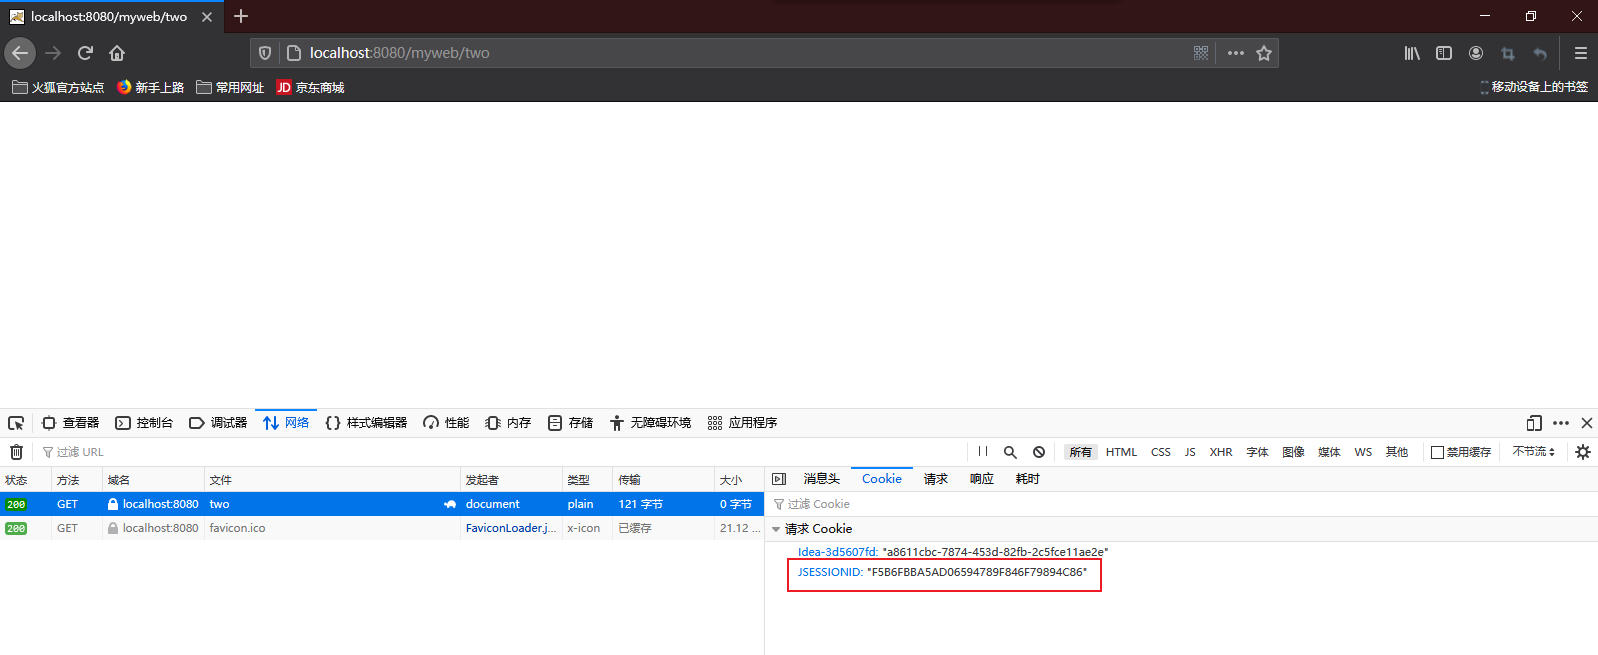 localhost:8080/myweb/two
localhost:8080/myweb/two
火狐官方站点 新手上路 常用网址 JD 京东商城 移动设备上的书签
查看器 控制台 调试器 网络 {} 样式编辑器 性能 内存 存储 无障碍环境 应用程序
过滤 URL 所有 HTML CSS JS XHR 字体 图像 媒体 WS 其他 禁用缓存 不节流
状态 方法 域名 文件 发起者 类型 传输 大小 消息头 Cookie 请求 响应 耗时
200 GET localhost:8080 two document plain 121 字节 0 字节 过滤 Cookie
200 GET localhost:8080 favicon.ico FaviconLoader.j... x-icon 已缓存 21.12 ... 请求 Cookie
Idea-3d5607fd: "a8611cbc-7874-453d-82fb-2c5fce11ae2e"
JSESSIONID: "F5B6FBBA5AD06594789F846F79894C86"